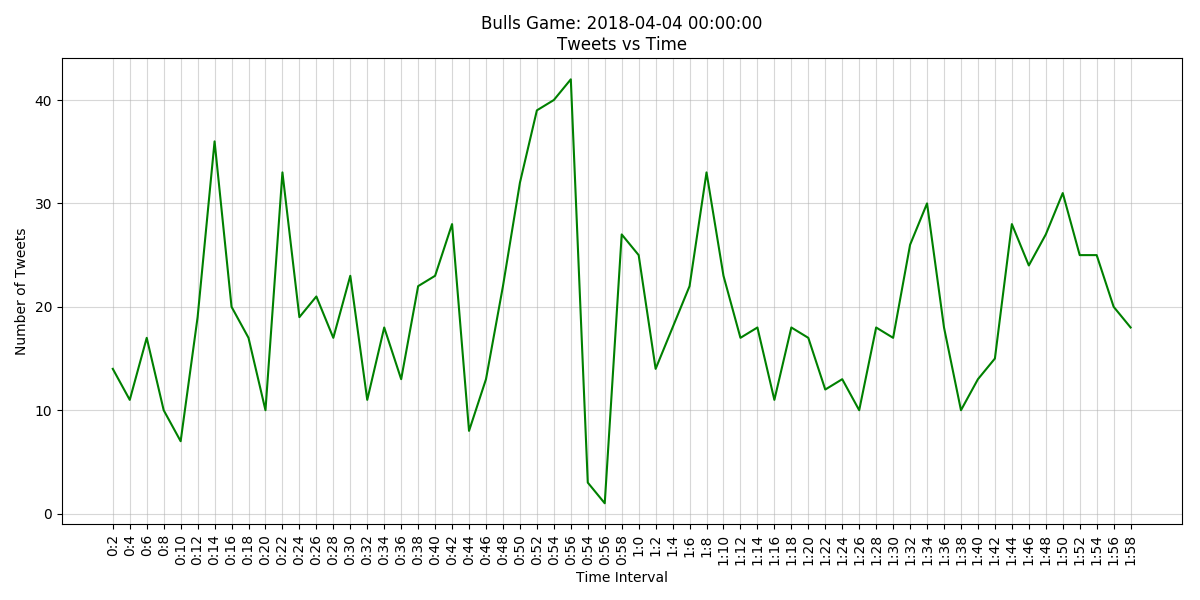 Bulls Game: 2018-04-04 00:00:00
Tweets vs Time
Number of Tweets
40
30
20
10
0
0:2 0:4 0:6 0:8 0:10 0:12 0:14 0:16 0:18 0:20 0:22 0:24 0:26 0:28 0:30 0:32 0:34 0:36 0:38 0:40 0:42 0:44 0:46 0:48 0:50 0:52 0:54 0:56 0:54 0:56 0:58 1:0 1:2 1:4 1:6 1:8 1:10 1:12 1:14 1:16 1:18 1:20 1:22 1:24 1:26 1:28 1:30 1:32 1:34 1:36 1:38 1:40 1:42 1:44 1:46 1:48 1:50 1:52 1:54 1:56 1:58
Time Interval